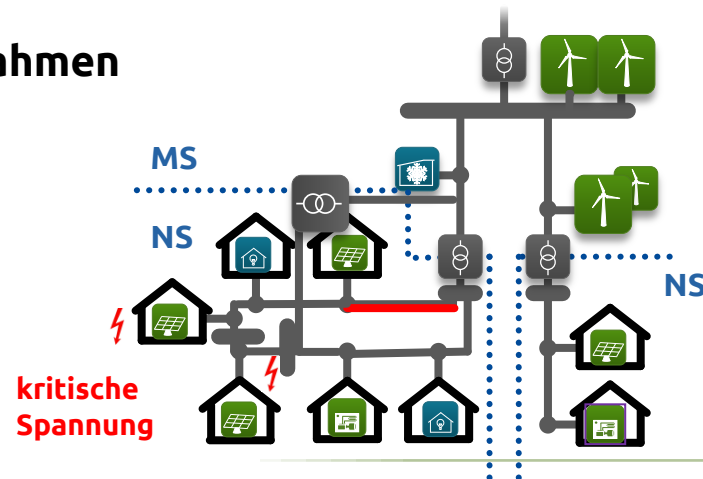 ahmen
MS
NS
NS
kritische
Spannung